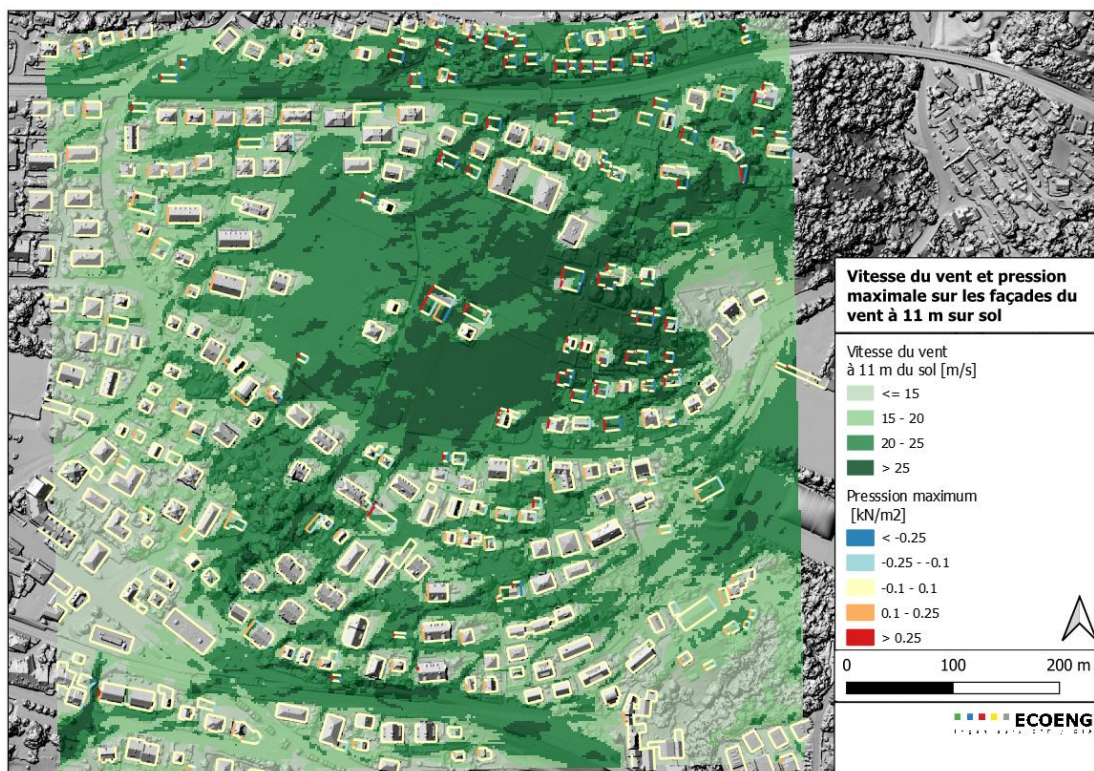 Vitesse du vent et pression
maximale sur les façades du
vent à 11 m sur sol
Vitesse du vent
à 11 m du sol [m/s]
<= 15
15 - 20
20 - 25
> 25
Presssion maximum
[kN/m2]
< -0.25
-0.25 - -0.1
-0.1 - 0.1
0.1 - 0.25
> 0.25
0 100 200 m
ECOENG